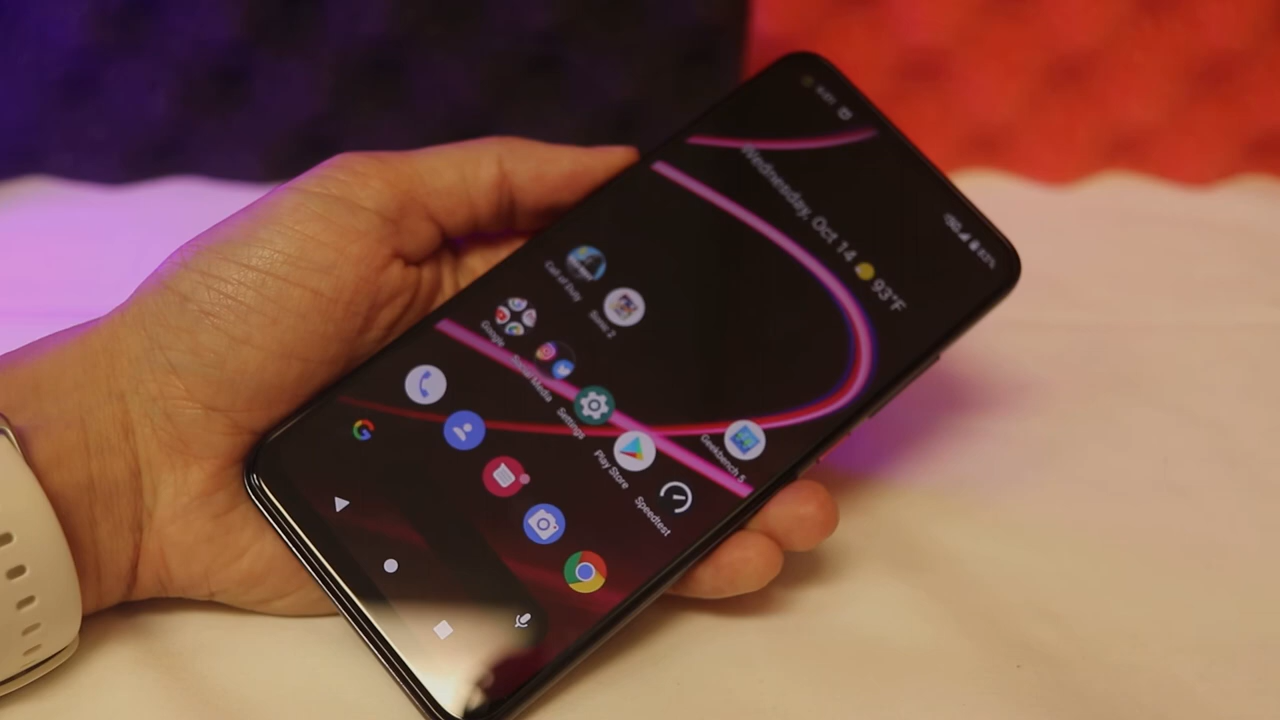 Wednesday, Oct 14 93°F
Call of Duty
Sonic 2
Google
Social Media
Settings
Play Store
Speedtest
Geekbench 5